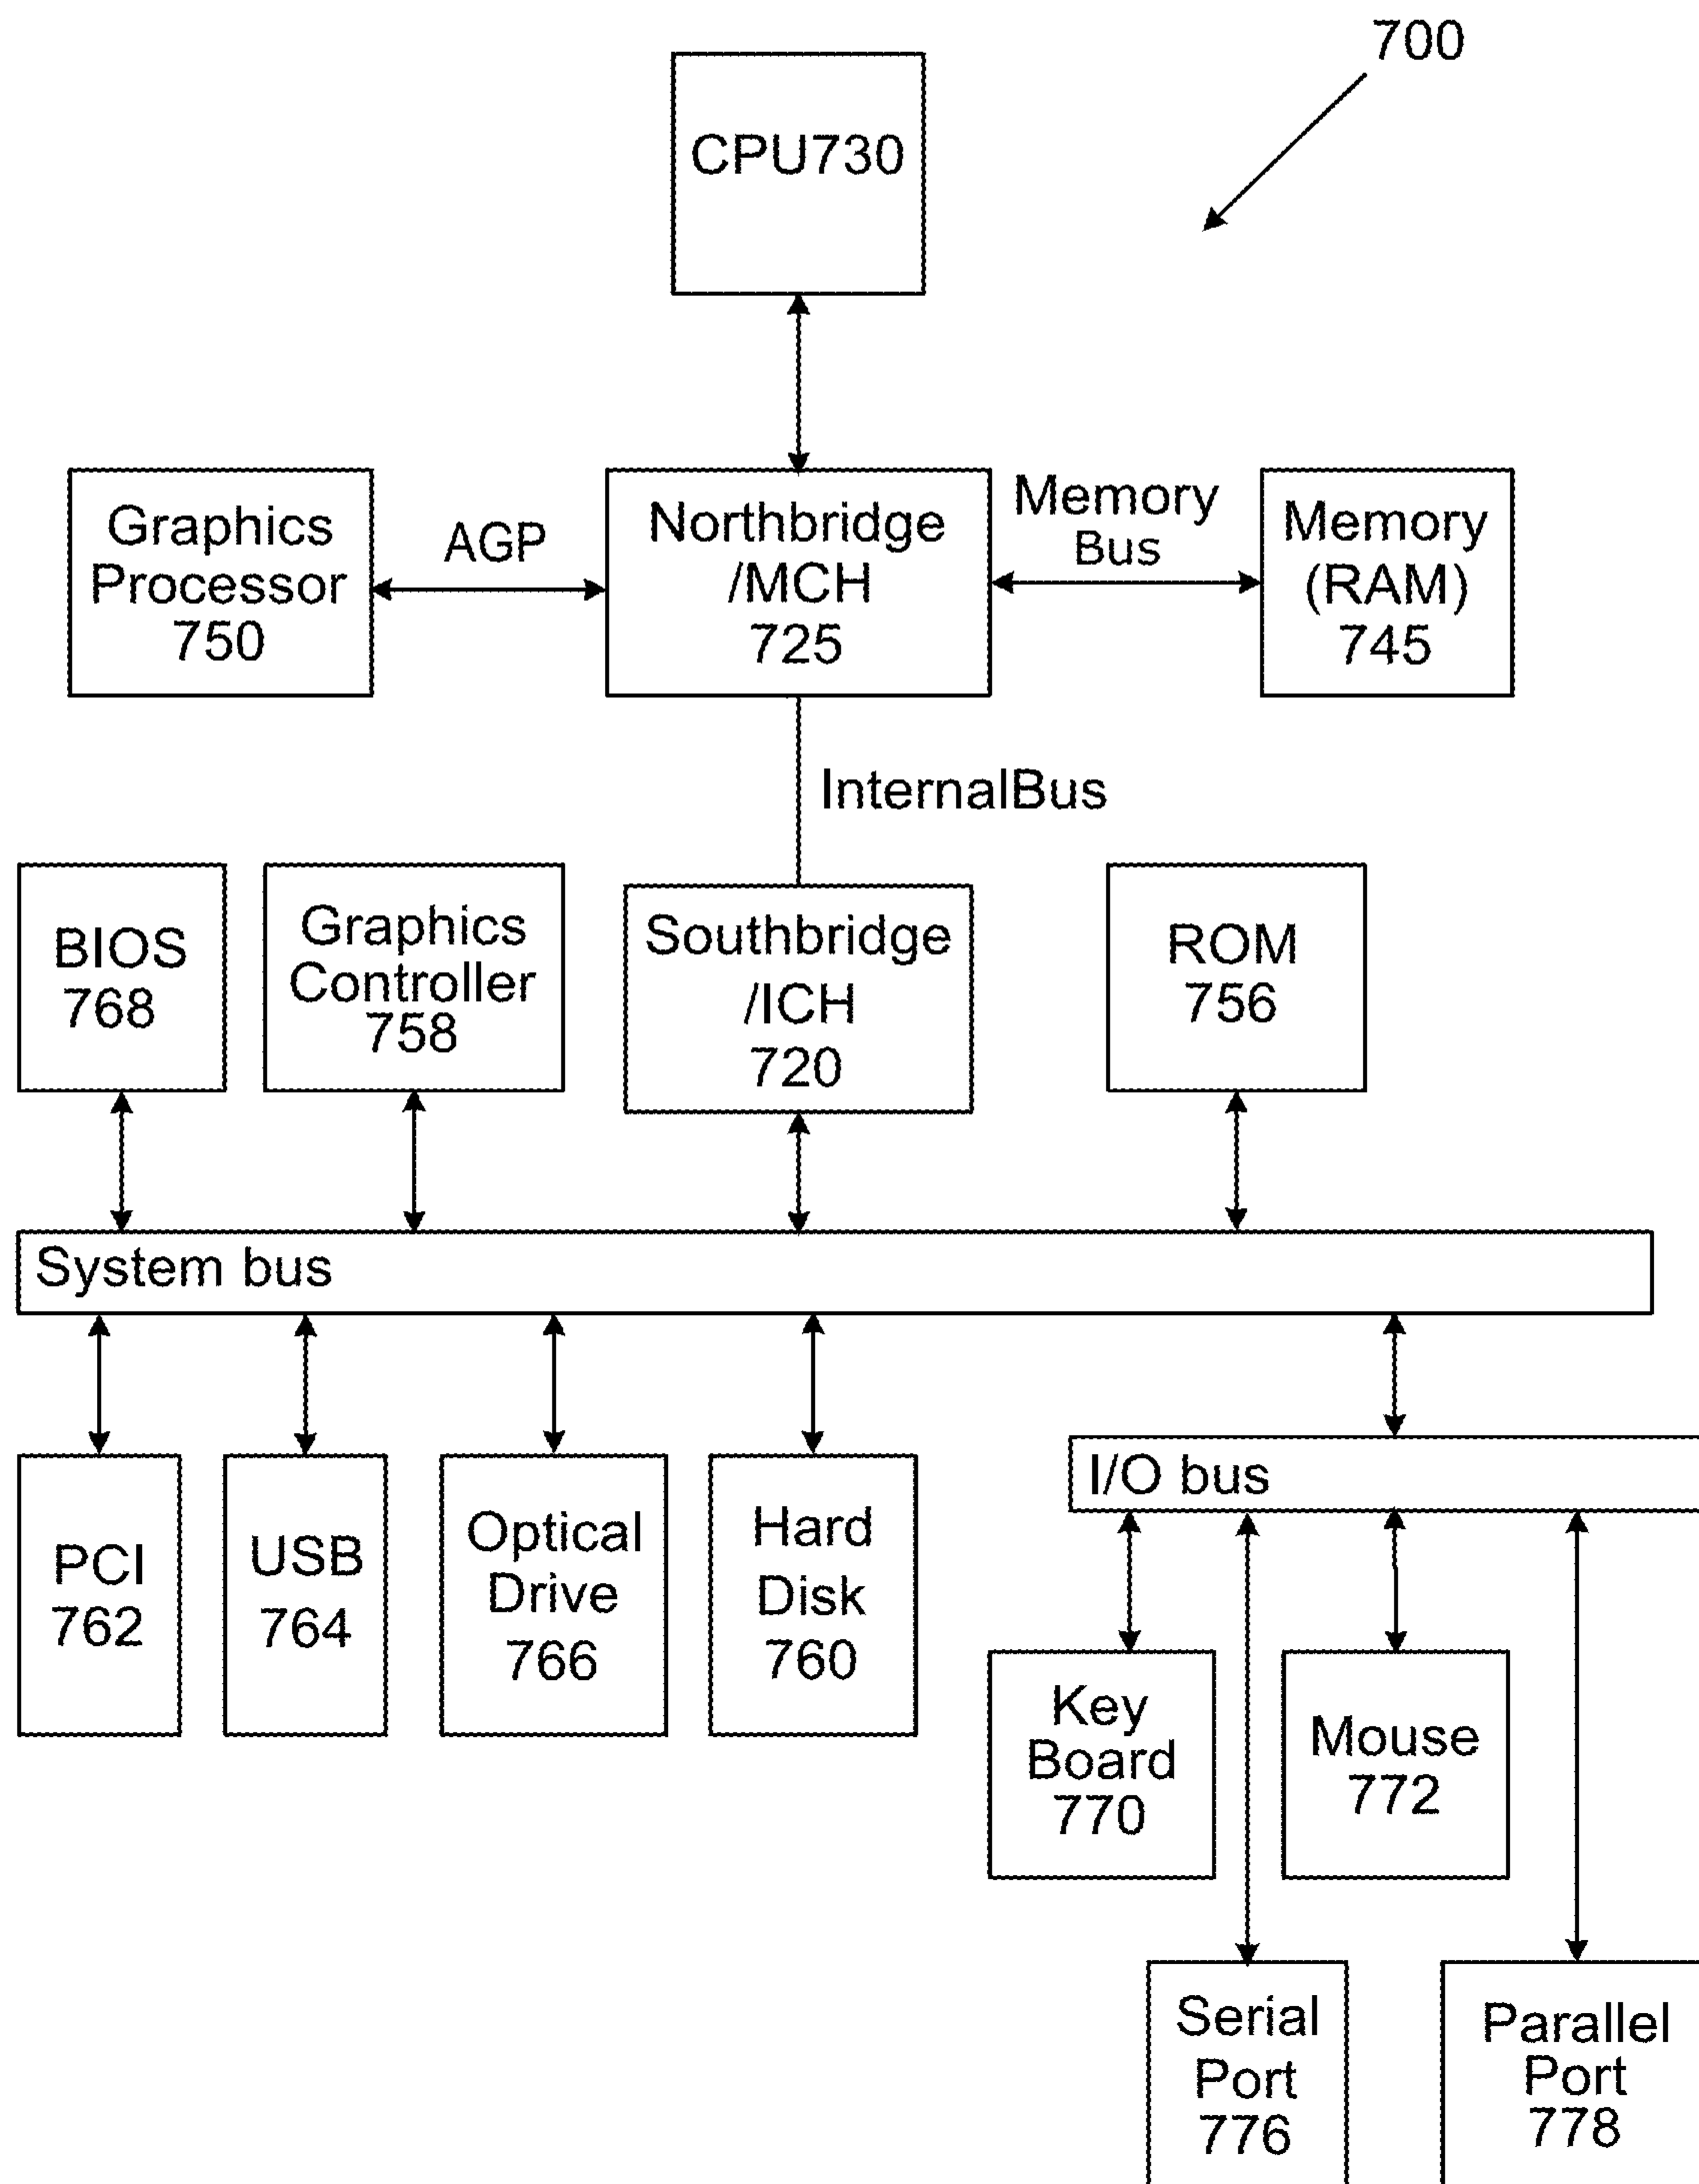 700
CPU730
Graphics
Processor
750
AGP
Northbridge
/MCH
725
Memory
Bus
Memory
(RAM)
745
InternalBus
BIOS
768
Graphics
Controller
758
Southbridge
/ICH
720
ROM
756
System bus
PCI
762
USB
764
Optical
Drive
766
Hard
Disk
760
I/O bus
Key
Board
770
Mouse
772
Serial
Port
776
Parallel
Port
778